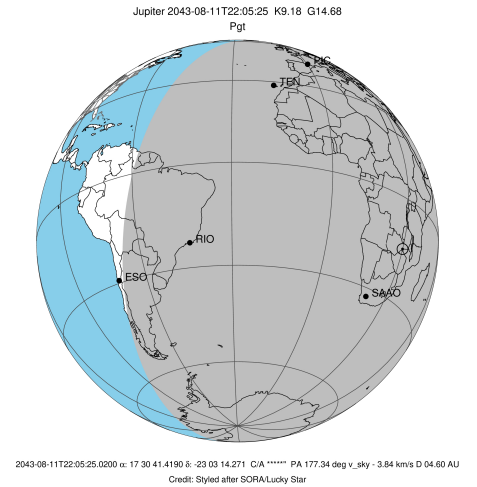 Jupiter 2043-08-11T22:05:25 K9.18 G14.68
Pgt
PIC
TEN
RIO
ESO
SAAO
2043-08-11T22:05:25.0200 α: 17 30 41.4190 δ: -23 03 14.271 C/A *****" PA 177.34 deg v_sky - 3.84 km/s D 04.60 AU
Credit: Styled after SORA/Lucky Star